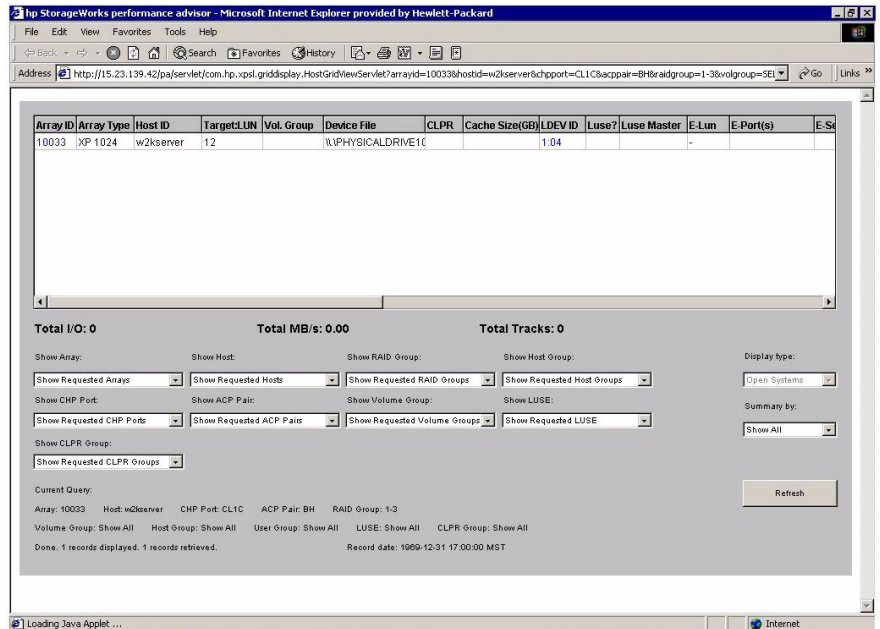 hp StorageWorks performance advisor - Microsoft Internet Explorer provided by Hewlett-Packard
File Edit View Favorites Tools Help
Back Search Favorites History
Address http://15.23.139.42/pa/servlet/com.hp.xpsl.griddisplay.HostGridViewServlet?arrayid=10033&hostid=w2kserver&chpport=CL1C&acppair=BH&raidgroup=1-3&volgroup=SEL Go Links »
Array ID Array Type Host ID Target:LUN Vol. Group Device File CLPR Cache Size(GB) LDEV ID Luse? Luse Master E-Lun E-Port(s) E-Se
10033 XP 1024 w2kserver 12 \\.\PHYSICALDRIVE10 1:04 -
Total I/O: 0 Total MB/s: 0.00 Total Tracks: 0
Show Array: Show Host: Show RAID Group: Show Host Group: Display type:
Show Requested Arrays Show Requested Hosts Show Requested RAID Groups Show Requested Host Groups Open Systems
Show CHP Port: Show ACP Pair: Show Volume Group: Show LUSE: Summary by:
Show Requested CHP Ports Show Requested ACP Pairs Show Requested Volume Groups Show Requested LUSE Show All
Show CLPR Group:
Show Requested CLPR Groups
Current Query: Refresh
Array: 10033 Host: w2kserver CHP Port: CL1C ACP Pair: BH RAID Group: 1-3
Volume Group: Show All Host Group: Show All User Group: Show All LUSE: Show All CLPR Group: Show All
Done. 1 records displayed. 1 records retrieved. Record date: 1969-12-31 17:00:00 MST
Loading Java Applet ... Internet